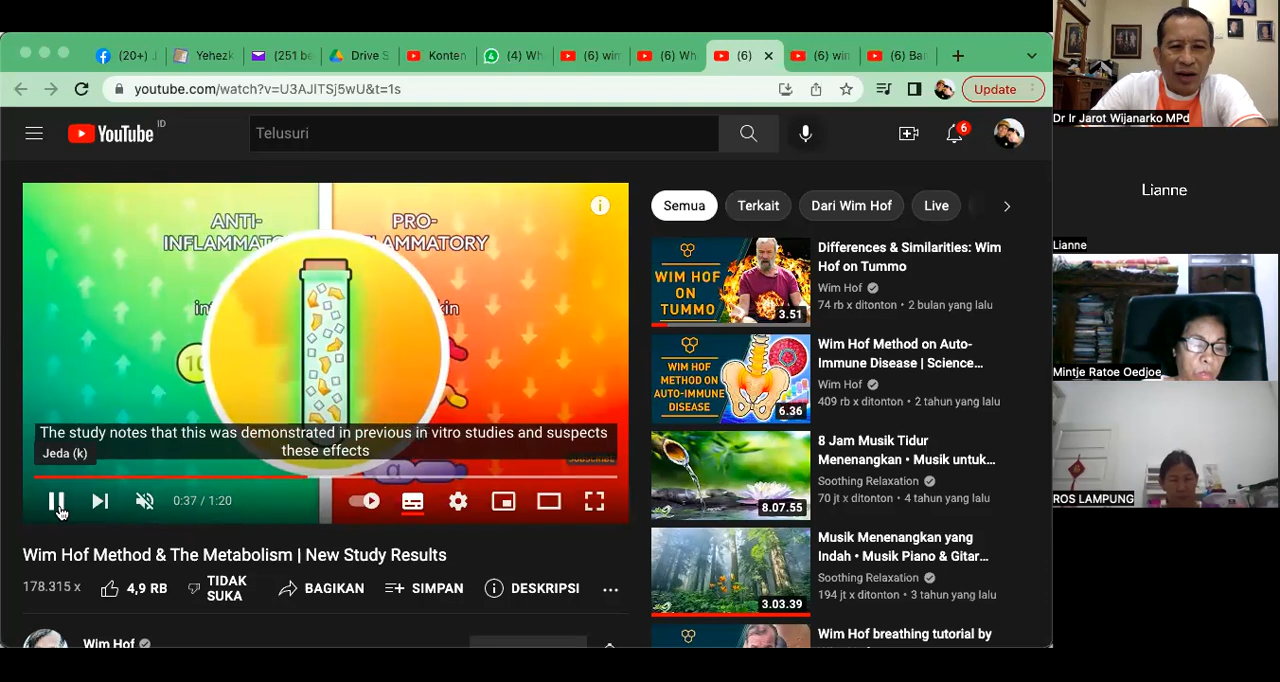 (20+)
Yehezk
(251 be
Drive S
Konten
(4) Wh
(6) win
(6) Wh
(6)
(6) win
(6) Bar
youtube.com/watch?v=U3AJITSj5wU&t=1s
Update
YouTube ID
Telusuri
6
ANTI-
PRO-
The study notes that this was demonstrated in previous in vitro studies and suspects
these effects
Jeda (k)
SUBSCRIBE
0:37 / 1:20
Wim Hof Method & The Metabolism | New Study Results
178.315 x
4,9 RB
TIDAK
SUKA
BAGIKAN
SIMPAN
DESKRIPSI
Wim Hof
Semua
Terkait
Dari Wim Hof
Live
WIM HOF
ON
TUMMO
3.51
Differences & Similarities: Wim
Hof on Tummo
Wim Hof
74 rb x ditonton • 2 bulan yang lalu
WIM HOF
METHOD ON
AUTO-IMMUNE
DISEASE
6.36
Wim Hof Method on Auto-
Immune Disease | Science...
Wim Hof
409 rb x ditonton • 2 tahun yang lalu
8.07.55
8 Jam Musik Tidur
Menenangkan • Musik untuk...
Soothing Relaxation
70 jt x ditonton • 4 tahun yang lalu
3.03.39
Musik Menenangkan yang
Indah • Musik Piano & Gitar...
Soothing Relaxation
194 jt x ditonton • 3 tahun yang lalu
Wim Hof breathing tutorial by
Dr Ir Jarot Wijanarko MPd
Lianne
Lianne
Mintje Ratoe Oedjoe
ROS LAMPUNG